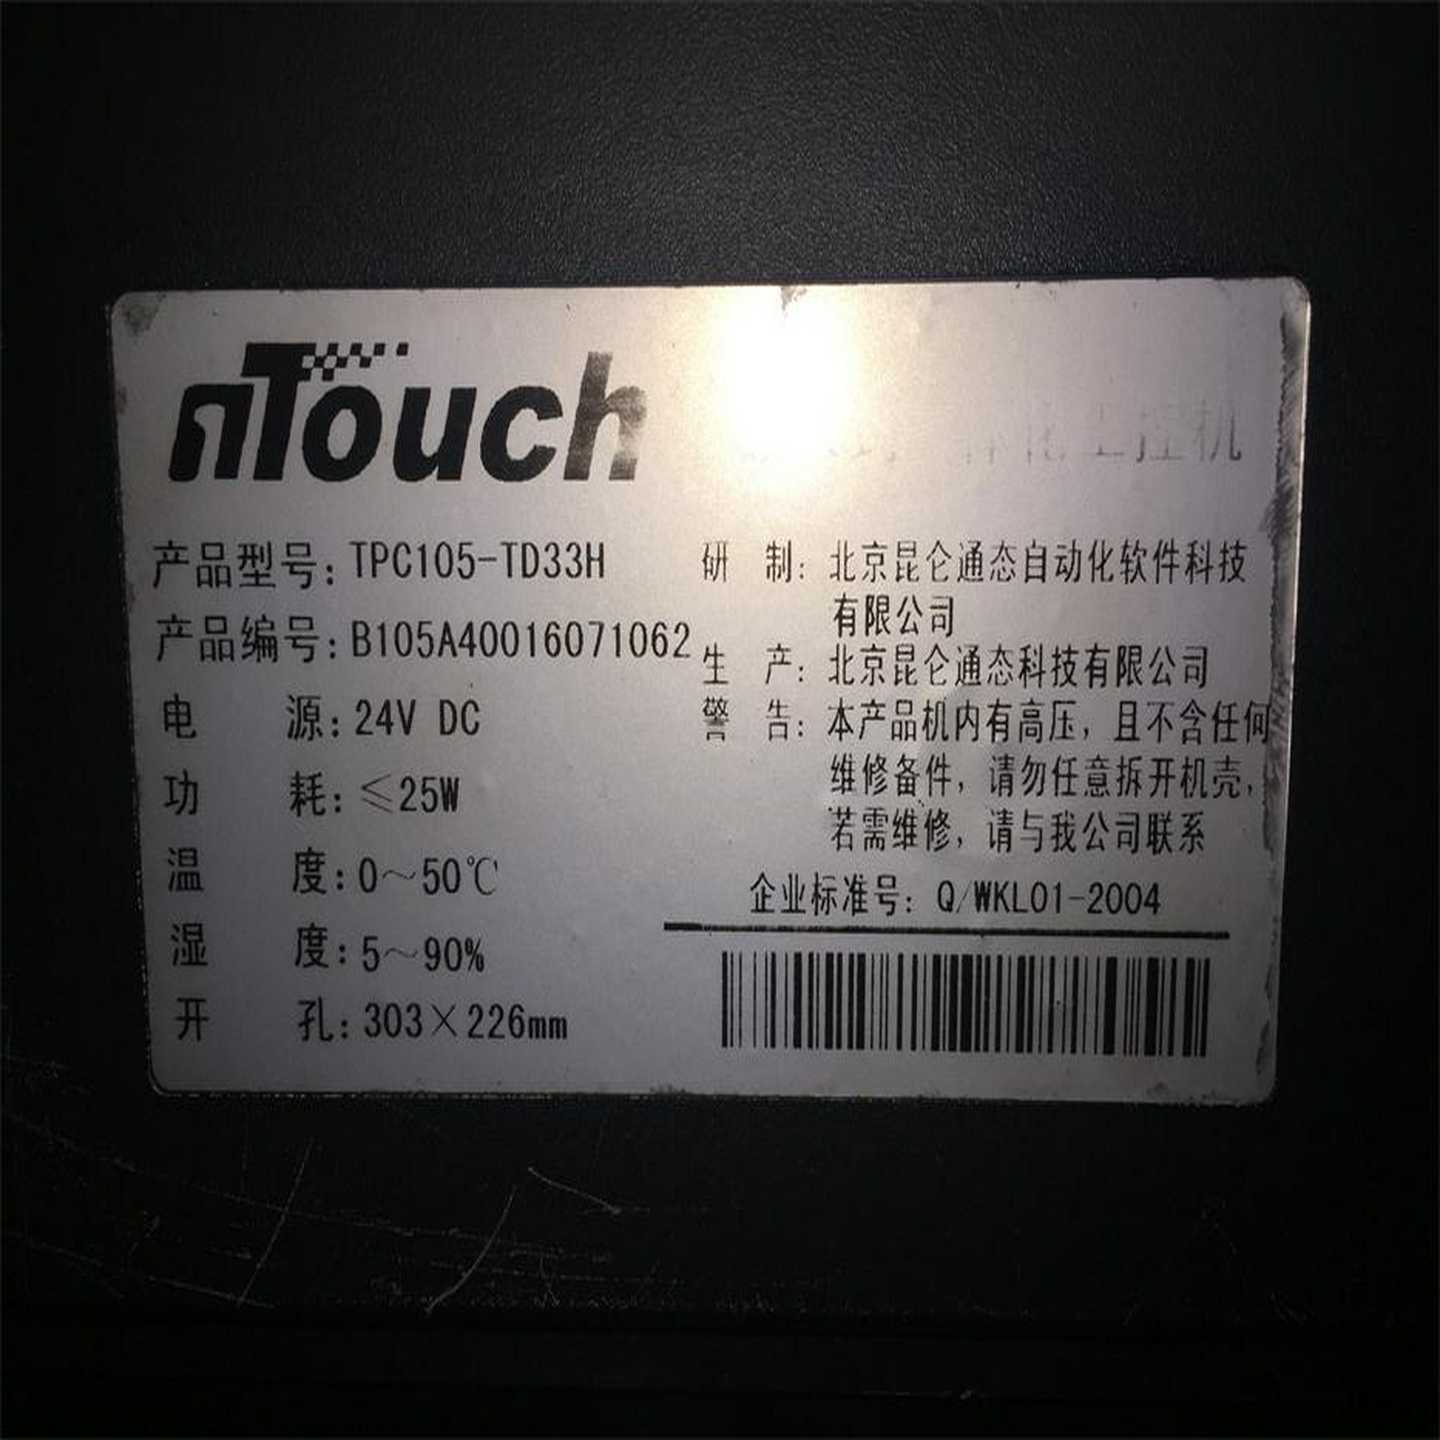 nTouch
体化工控机
产品型号: TPC105-TD33H
产品编号: B105A40016071062
电 源: 24V DC
功 耗: ≤25W
温 度: 0～50℃
湿 度: 5～90%
开 孔: 303×226mm
研 制: 北京昆仑通态自动化软件科技
有限公司
生 产: 北京昆仑通态科技有限公司
警 告: 本产品机内有高压，且不含任何
维修备件，请勿任意拆开机壳，
若需维修，请与我公司联系
企业标准号: Q/WKL01-2004